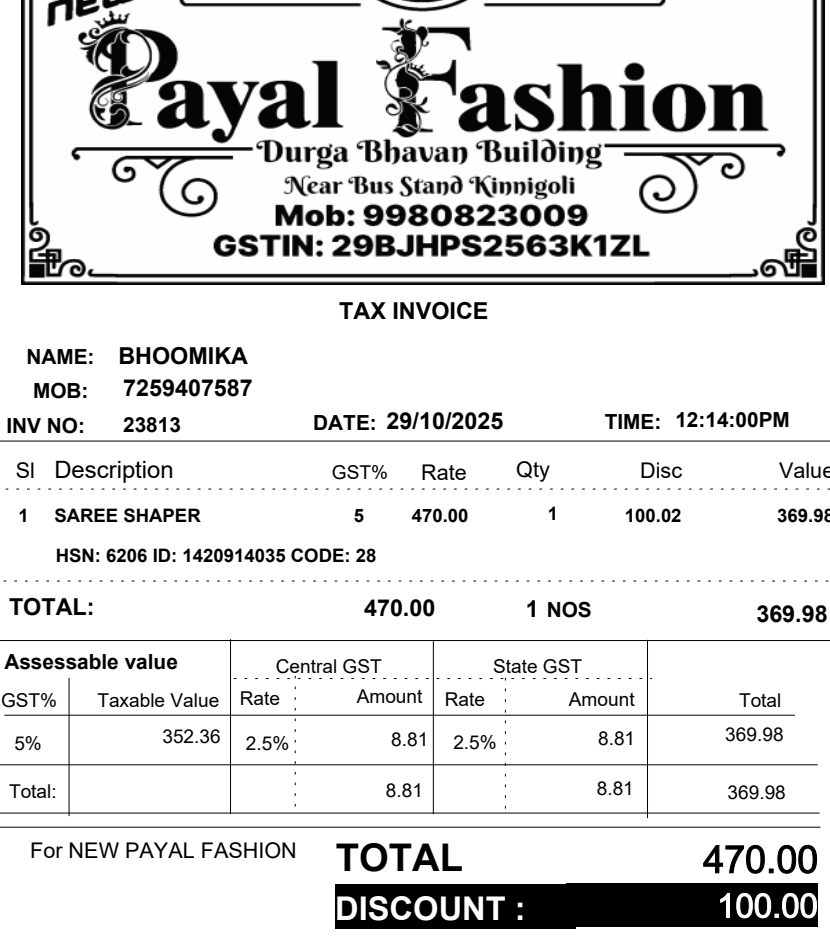 new
Payal Fashion
Durga Bhavan Building
Near Bus Stand Kinnigoli
Mob: 9980823009
GSTIN: 29BJHPS2563K1ZL
TAX INVOICE
NAME: BHOOMIKA
MOB: 7259407587
INV NO: 23813 DATE: 29/10/2025 TIME: 12:14:00PM
Sl Description GST% Rate Qty Disc Value
1 SAREE SHAPER 5 470.00 1 100.02 369.98
HSN: 6206 ID: 1420914035 CODE: 28
TOTAL: 470.00 1 NOS 369.98
Assessable value Central GST State GST
GST% Taxable Value Rate Amount Rate Amount Total
5% 352.36 2.5% 8.81 2.5% 8.81 369.98
Total: 8.81 8.81 369.98
For NEW PAYAL FASHION TOTAL 470.00
DISCOUNT : 100.00